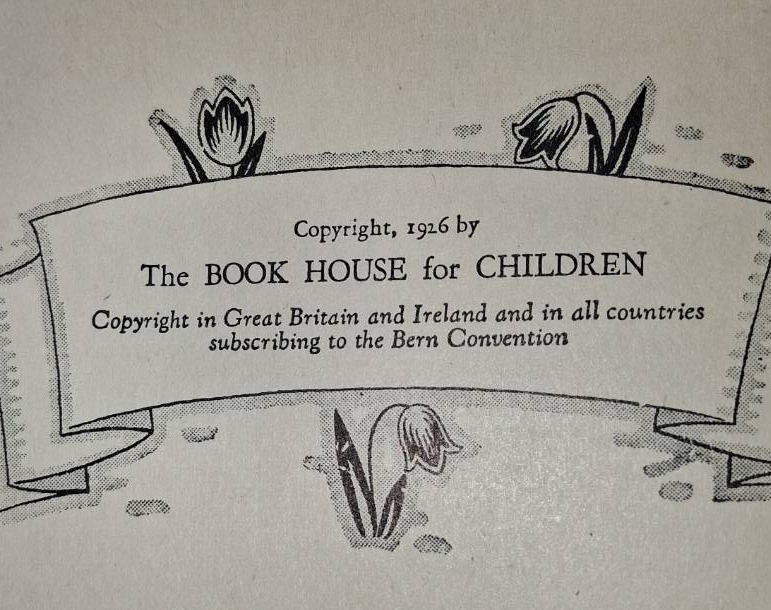 Copyright, 1926 by
The BOOK HOUSE for CHILDREN
Copyright in Great Britain and Ireland and in all countries
subscribing to the Bern Convention